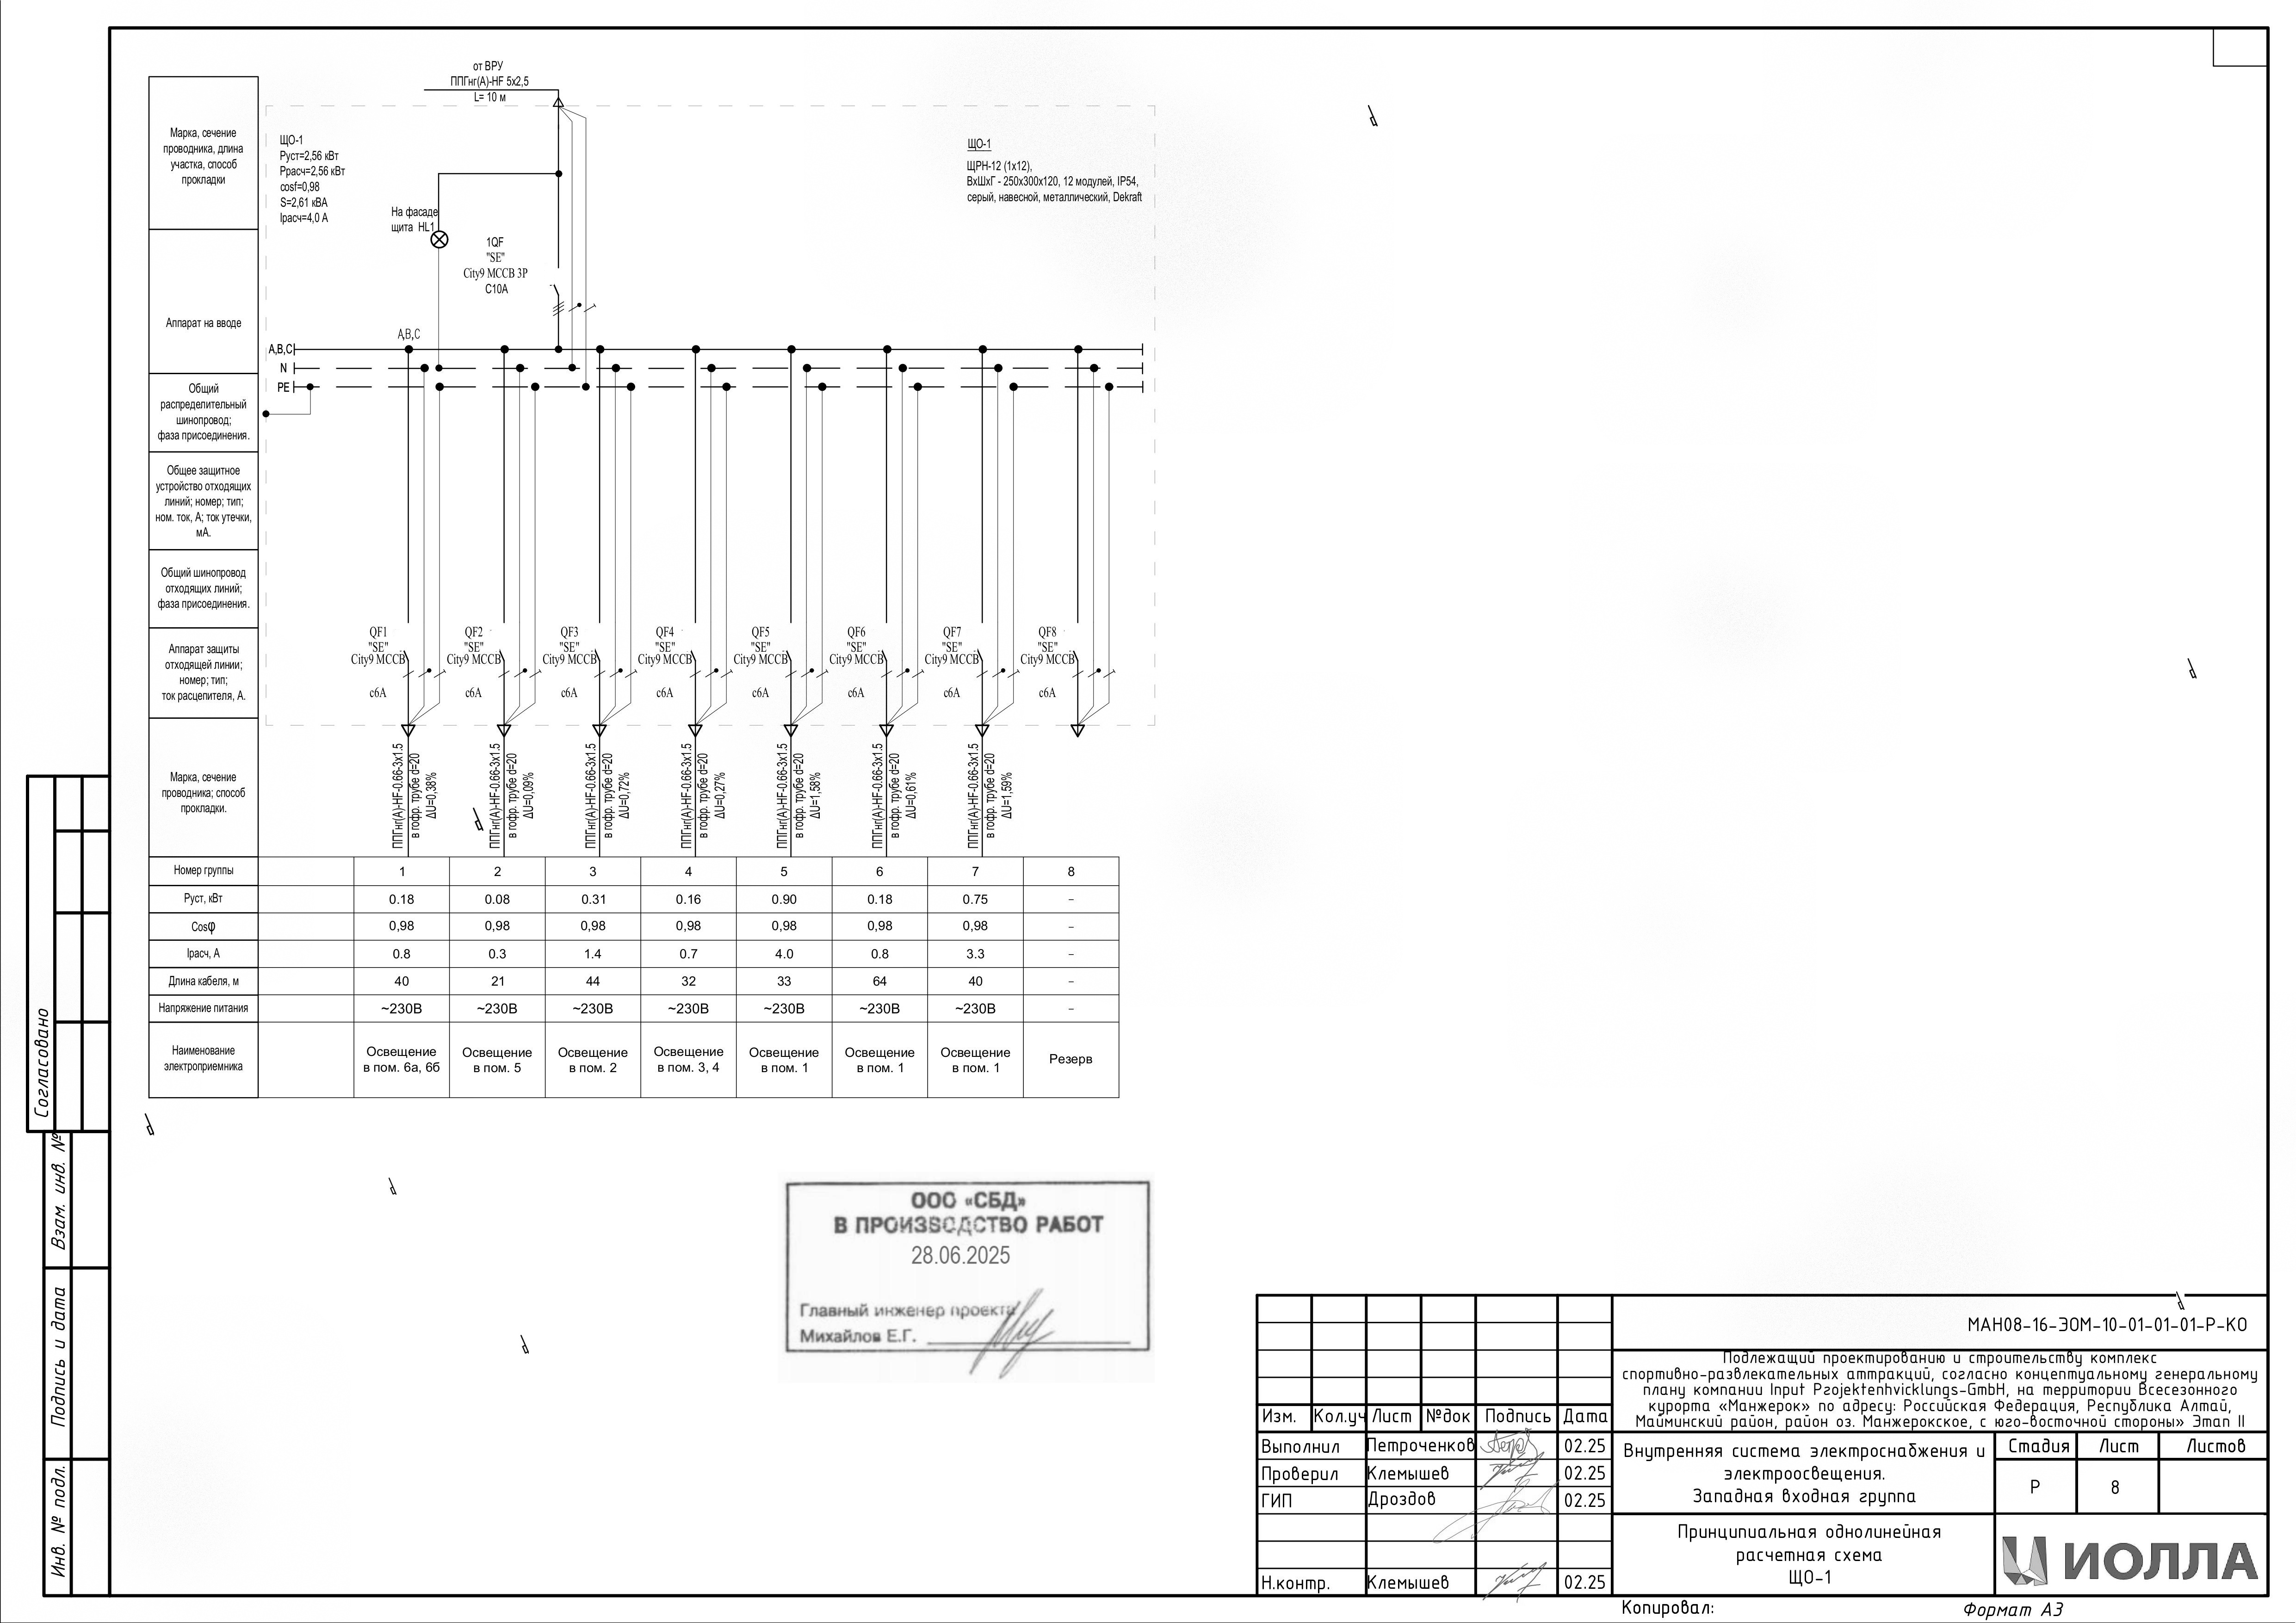 от ВРУ
ППГнг(А)-HF 5х2,5
L= 10 м
ЩО-1
Руст=2,56 кВт
Ррасч=2,56 кВт
cosf=0,98
S=2,61 кВА
Iрасч=4,0 А
ЩО-1
ЩРН-12 (1х12),
ВхШхГ - 250х300х120, 12 модулей, IP54,
серый, навесной, металлический, Dekraft
На фасаде
щита HL1
1QF
"SE"
City9 MCCB 3P
C10A
A,B,C
A,B,C
N
PE
Марка, сечение
проводника, длина
участка, способ
прокладки
Аппарат на вводе
Общий
распределительный
шинопровод;
фаза присоединения.
Общее защитное
устройство отходящих
линий; номер; тип;
ном. ток, А; ток утечки,
мА.
Общий шинопровод
отходящих линий;
фаза присоединения.
Аппарат защиты
отходящей линии;
номер; тип;
ток расцепителя, А.
QF1 QF2 QF3 QF4 QF5 QF6 QF7 QF8
"SE" "SE" "SE" "SE" "SE" "SE" "SE" "SE"
City9 MCCB City9 MCCB City9 MCCB City9 MCCB City9 MCCB City9 MCCB City9 MCCB City9 MCCB
c6A c6A c6A c6A c6A c6A c6A c6A
Марка, сечение
проводника; способ
прокладки.
ППГнг(А)-HF-0.66-3х1.5
в гофр. трубе d=20
ΔU=0,38%
ППГнг(А)-HF-0.66-3х1.5
в гофр. трубе d=20
ΔU=0,09%
ППГнг(А)-HF-0.66-3х1.5
в гофр. трубе d=20
ΔU=0,72%
ППГнг(А)-HF-0.66-3х1.5
в гофр. трубе d=20
ΔU=0,27%
ППГнг(А)-HF-0.66-3х1.5
в гофр. трубе d=20
ΔU=1,58%
ППГнг(А)-HF-0.66-3х1.5
в гофр. трубе d=20
ΔU=0,61%
ППГнг(А)-HF-0.66-3х1.5
в гофр. трубе d=20
ΔU=1,59%
Номер группы 1 2 3 4 5 6 7 8
Руст, кВт 0.18 0.08 0.31 0.16 0.90 0.18 0.75 –
Cosφ 0,98 0,98 0,98 0,98 0,98 0,98 0,98 –
Iрасч, А 0.8 0.3 1.4 0.7 4.0 0.8 3.3 –
Длина кабеля, м 40 21 44 32 33 64 40 –
Напряжение питания ~230В ~230В ~230В ~230В ~230В ~230В ~230В –
Наименование
электроприемника
Освещение
в пом. 6а, 6б
Освещение
в пом. 5
Освещение
в пом. 2
Освещение
в пом. 3, 4
Освещение
в пом. 1
Освещение
в пом. 1
Освещение
в пом. 1
Резерв
Согласовано
Взам. инв. №
Подпись и дата
Инв. № подл.
ООО «СБД»
В ПРОИЗВОДСТВО РАБОТ
28.06.2025
Главный инженер проекта
Михайлов Е.Г.
МАН08-16-ЭОМ-10-01-01-01-Р-КО
Подлежащий проектированию и строительству комплекс
спортивно-развлекательных аттракций, согласно концептуальному генеральному
плану компании Input Projektenhvicklungs-GmbH, на территории Всесезонного
курорта «Манжерок» по адресу: Российская Федерация, Республика Алтай,
Майминский район, район оз. Манжерокское, с юго-восточной стороны» Этап II
Изм. Кол.уч Лист №док Подпись Дата
Выполнил Петроченков 02.25
Проверил Клемышев 02.25
ГИП Дроздов 02.25
Н.контр. Клемышев 02.25
Внутренняя система электроснабжения и
электроосвещения.
Западная входная группа
Стадия Лист Листов
Р 8
Принципиальная однолинейная
расчетная схема
ЩО-1
ИОЛЛА
Копировал:
Формат А3